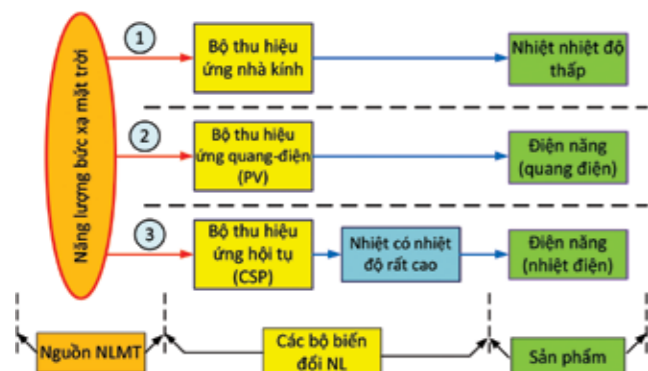 Năng lượng bức xạ mặt trời
1
Bộ thu hiệu
ứng nhà kính
Nhiệt nhiệt độ
thấp
2
Bộ thu hiệu
ứng quang-điện
(PV)
Điện năng
(quang điện)
3
Bộ thu hiệu
ứng hội tụ
(CSP)
Nhiệt có nhiệt
độ rất cao
Điện năng
(nhiệt điện)
Nguồn NLMT
Các bộ biến
đổi NL
Sản phẩm